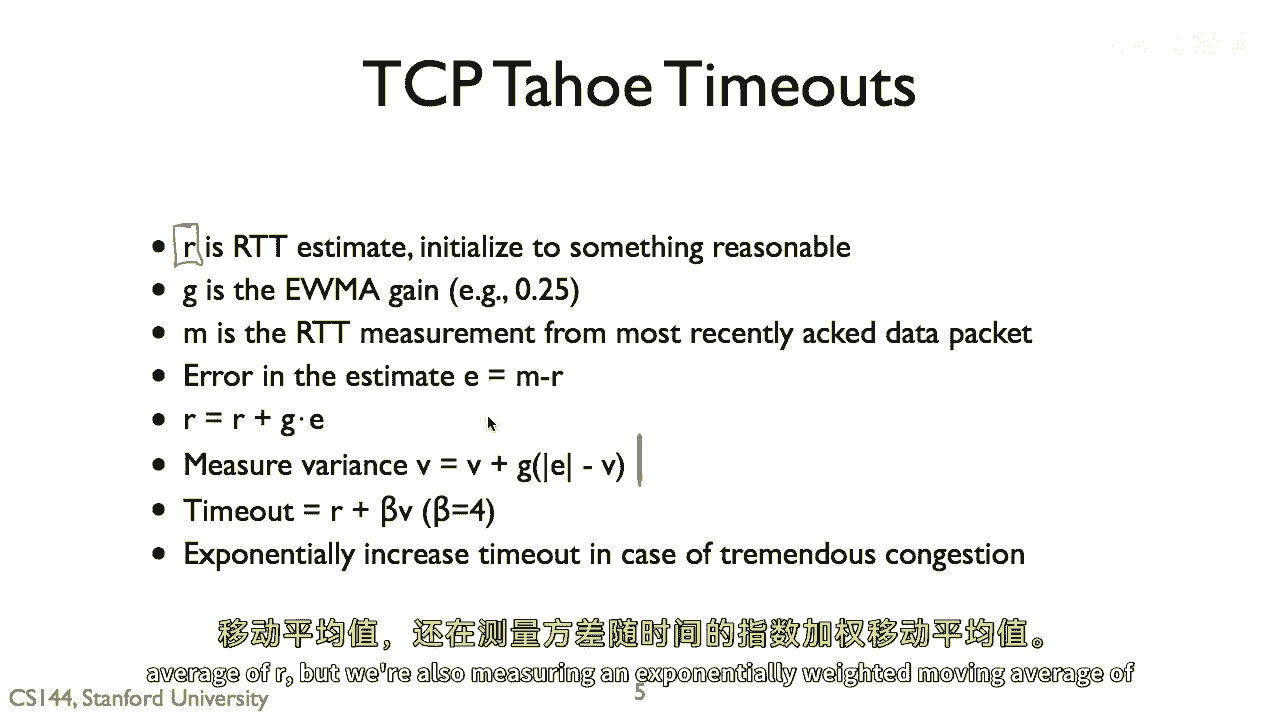 TCP Tahoe Timeouts
• r is RTT estimate, initialize to something reasonable
• g is the EWMA gain (e.g., 0.25)
• m is the RTT measurement from most recently acked data packet
• Error in the estimate e = m-r
• r = r + g·e
• Measure variance v = v + g(|e| - v)
• Timeout = r + βv (β=4)
• Exponentially increase timeout in case of tremendous congestion
移动平均值，还在测量方差随时间的指数加权移动平均值。
average of r, but we're also measuring an exponentially weighted moving average of
CS144, Stanford University
5